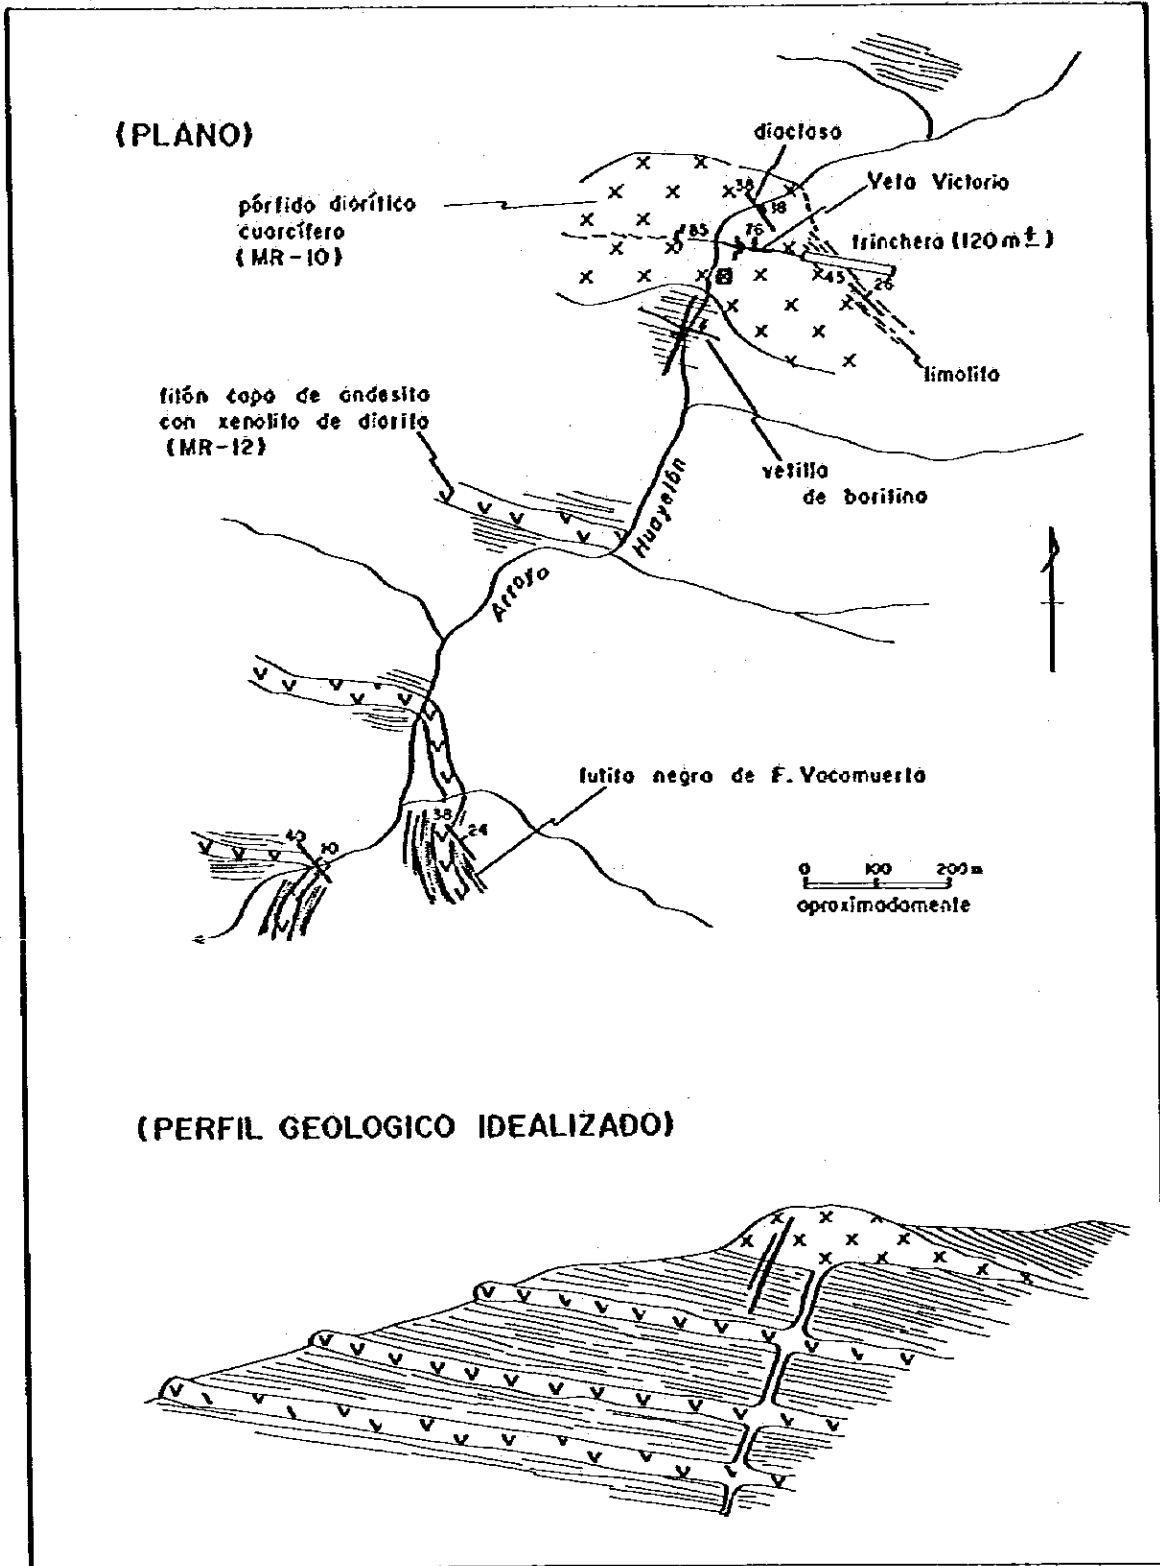 (PLANO)
diaclasa
Veta Victoria
pórfido diorítico
cuarcífero
(MR-10)
38
18
85
76
trinchera (120 m ±)
45
26
limolita
filón capa de andesita
con xenolito de diorita
(MR-12)
vetilla
de baritina
Arroyo Huayelón
lutita negra de F. Vacamuerta
38
24
40
10
0 100 200 m
aproximadamente
(PERFIL GEOLOGICO IDEALIZADO)